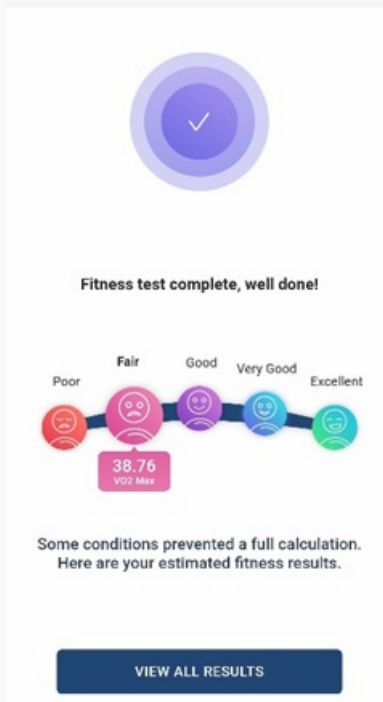 Fitness test complete, well done!
Poor
Fair
Good
Very Good
Excellent
38.76
VO2 Max
Some conditions prevented a full calculation.
Here are your estimated fitness results.
VIEW ALL RESULTS